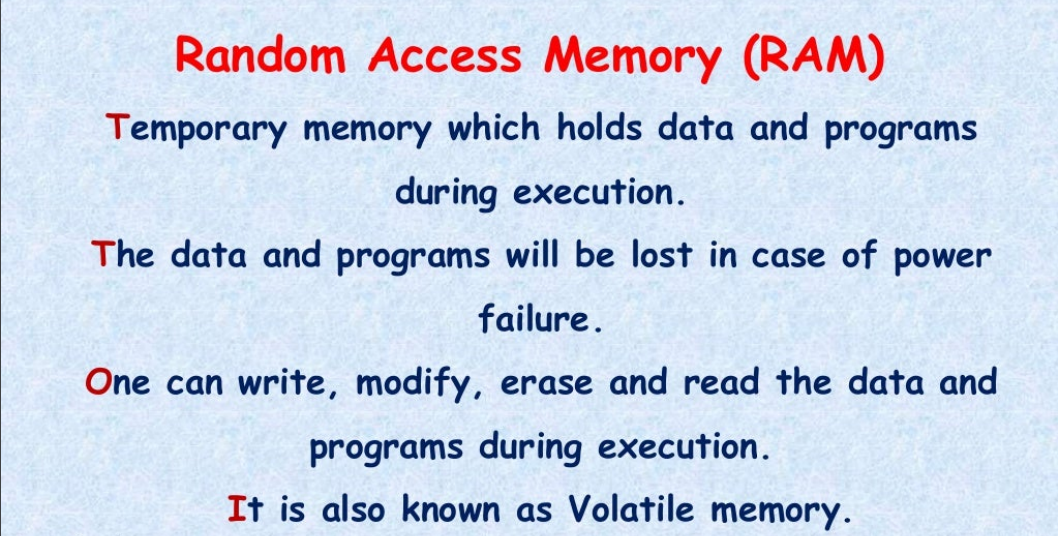 Random Access Memory (RAM)
Temporary memory which holds data and programs
during execution.
The data and programs will be lost in case of power
failure.
One can write, modify, erase and read the data and
programs during execution.
It is also known as Volatile memory.